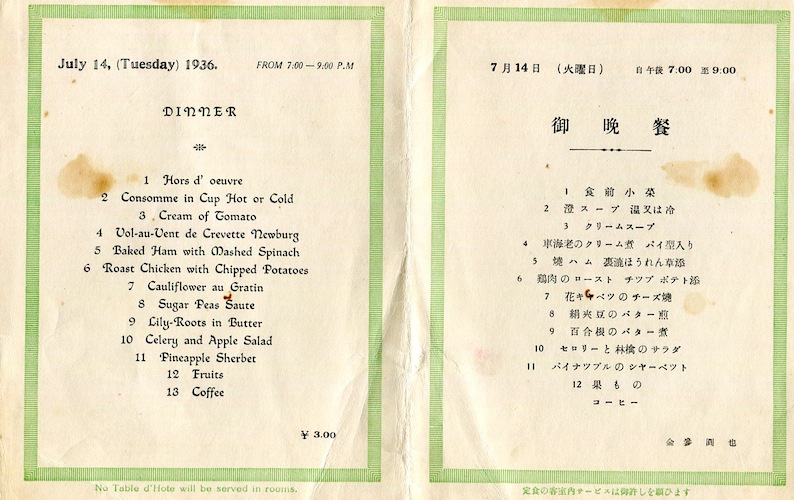 July 14, (Tuesday) 1936.
FROM 7:00 — 9:00 P.M
DINNER
1 Hors d' oeuvre
2 Consomme in Cup Hot or Cold
3 Cream of Tomato
4 Vol-au-Vent de Crevette Newburg
5 Baked Ham with Mashed Spinach
6 Roast Chicken with Chipped Potatoes
7 Cauliflower au Gratin
8 Sugar Peas Saute
9 Lily-Roots in Butter
10 Celery and Apple Salad
11 Pineapple Sherbet
12 Fruits
13 Coffee
¥ 3.00
No Table d'Hote will be served in rooms.
7月14日 (火曜日)
自午後 7:00 至 9:00
御晩餐
1 食前小菜
2 澄スープ 温又は冷
3 クリームスープ
4 車海老のクリーム煮 パイ型入り
5 燒ハム 裏漉ほうれん草添
6 鶏肉のロースト チツプポテト添
7 花キャベツのチーズ燒
8 絹夾豆のバター煎
9 百合根のバター煮
10 セロリーと林檎のサラダ
11 パイナツプルのシヤーベツト
12 果もの
コーヒー
金參圓也
定食の客室内サービスは御許しを願ひます